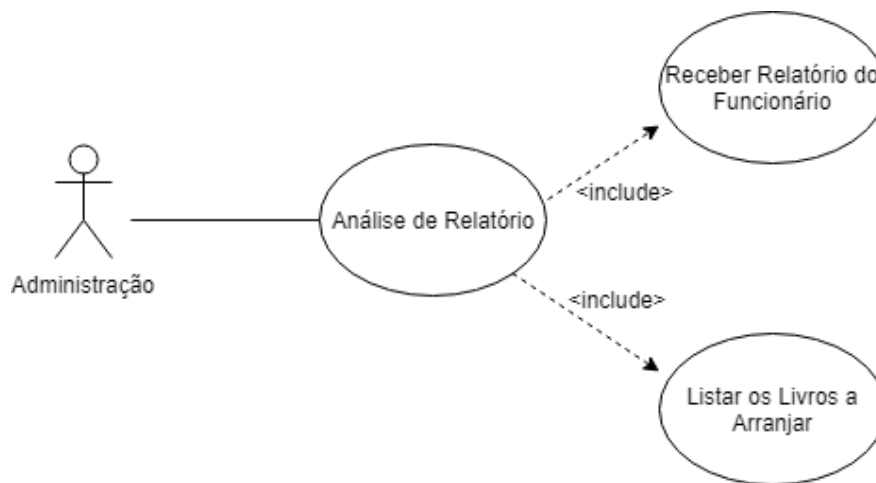 Receber Relatório do
Funcionário
<include>
Análise de Relatório
Administração
<include>
Listar os Livros a
Arranjar